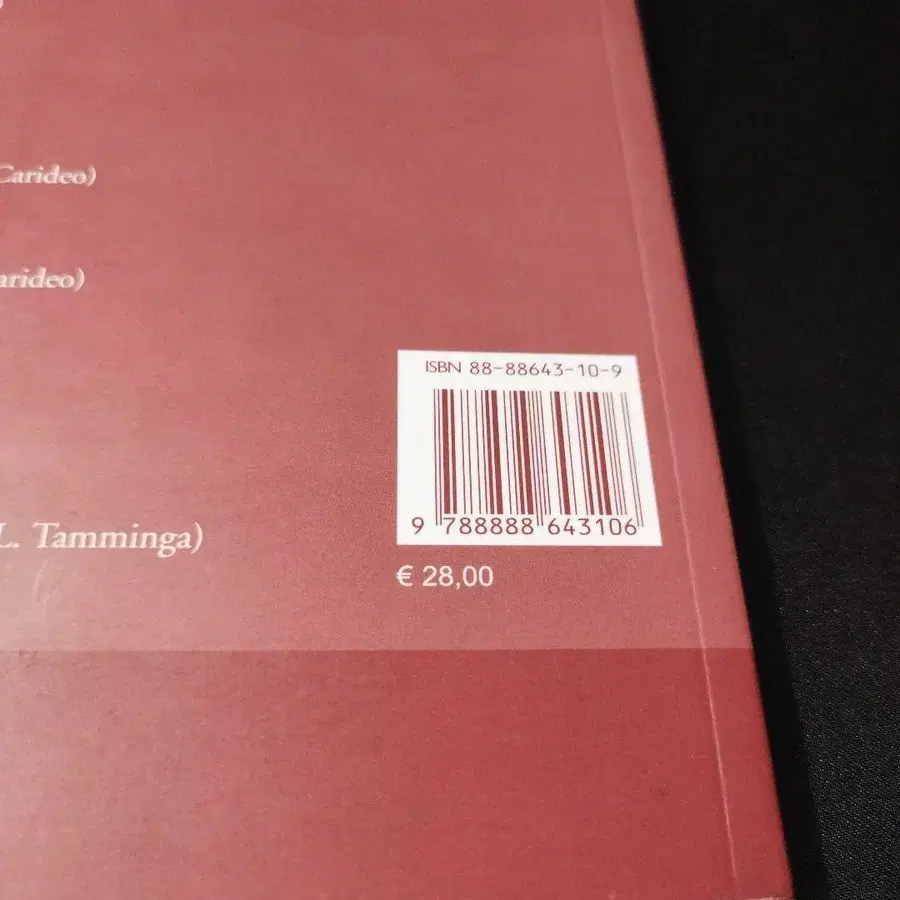 Carideo)
arideo)
ISBN 88-88643-10-9
9 788888 643106
L. Tamminga)
€ 28,00